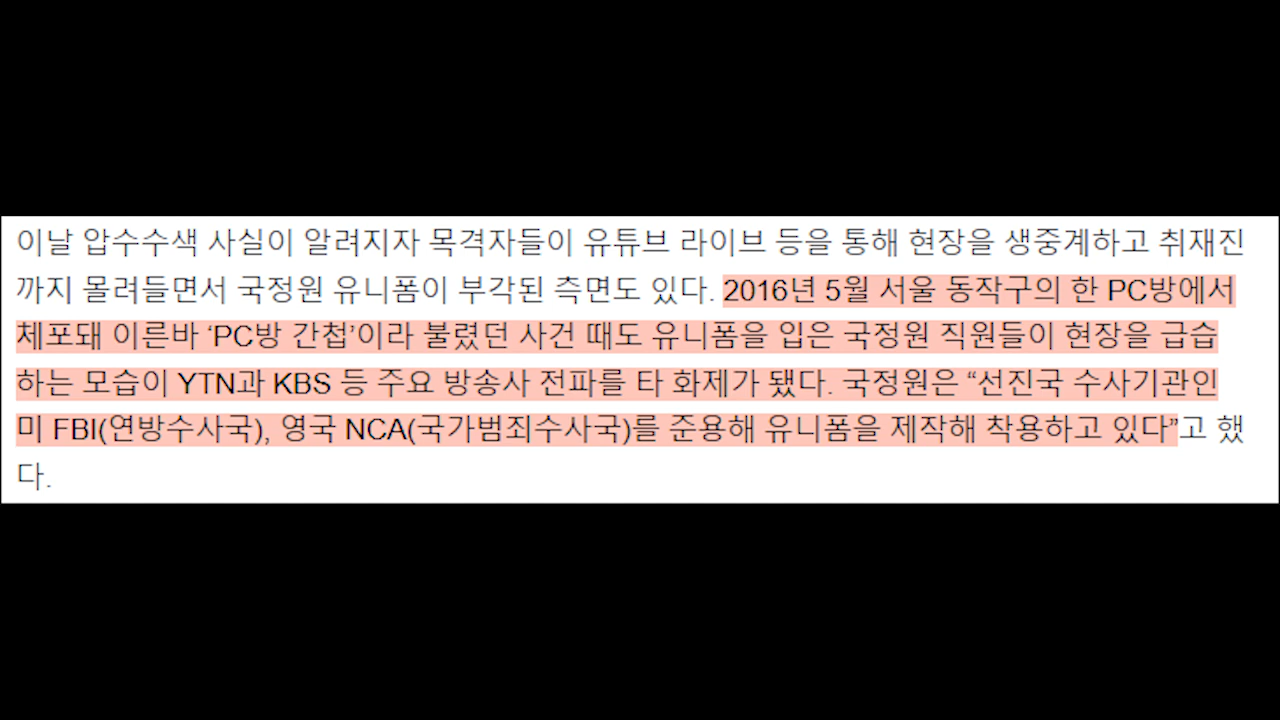 이날 압수수색 사실이 알려지자 목격자들이 유튜브 라이브 등을 통해 현장을 생중계하고 취재진
까지 몰려들면서 국정원 유니폼이 부각된 측면도 있다. 2016년 5월 서울 동작구의 한 PC방에서
체포돼 이른바 ‘PC방 간첩’이라 불렸던 사건 때도 유니폼을 입은 국정원 직원들이 현장을 급습
하는 모습이 YTN과 KBS 등 주요 방송사 전파를 타 화제가 됐다. 국정원은 “선진국 수사기관인
미 FBI(연방수사국), 영국 NCA(국가범죄수사국)를 준용해 유니폼을 제작해 착용하고 있다”고 했
다.